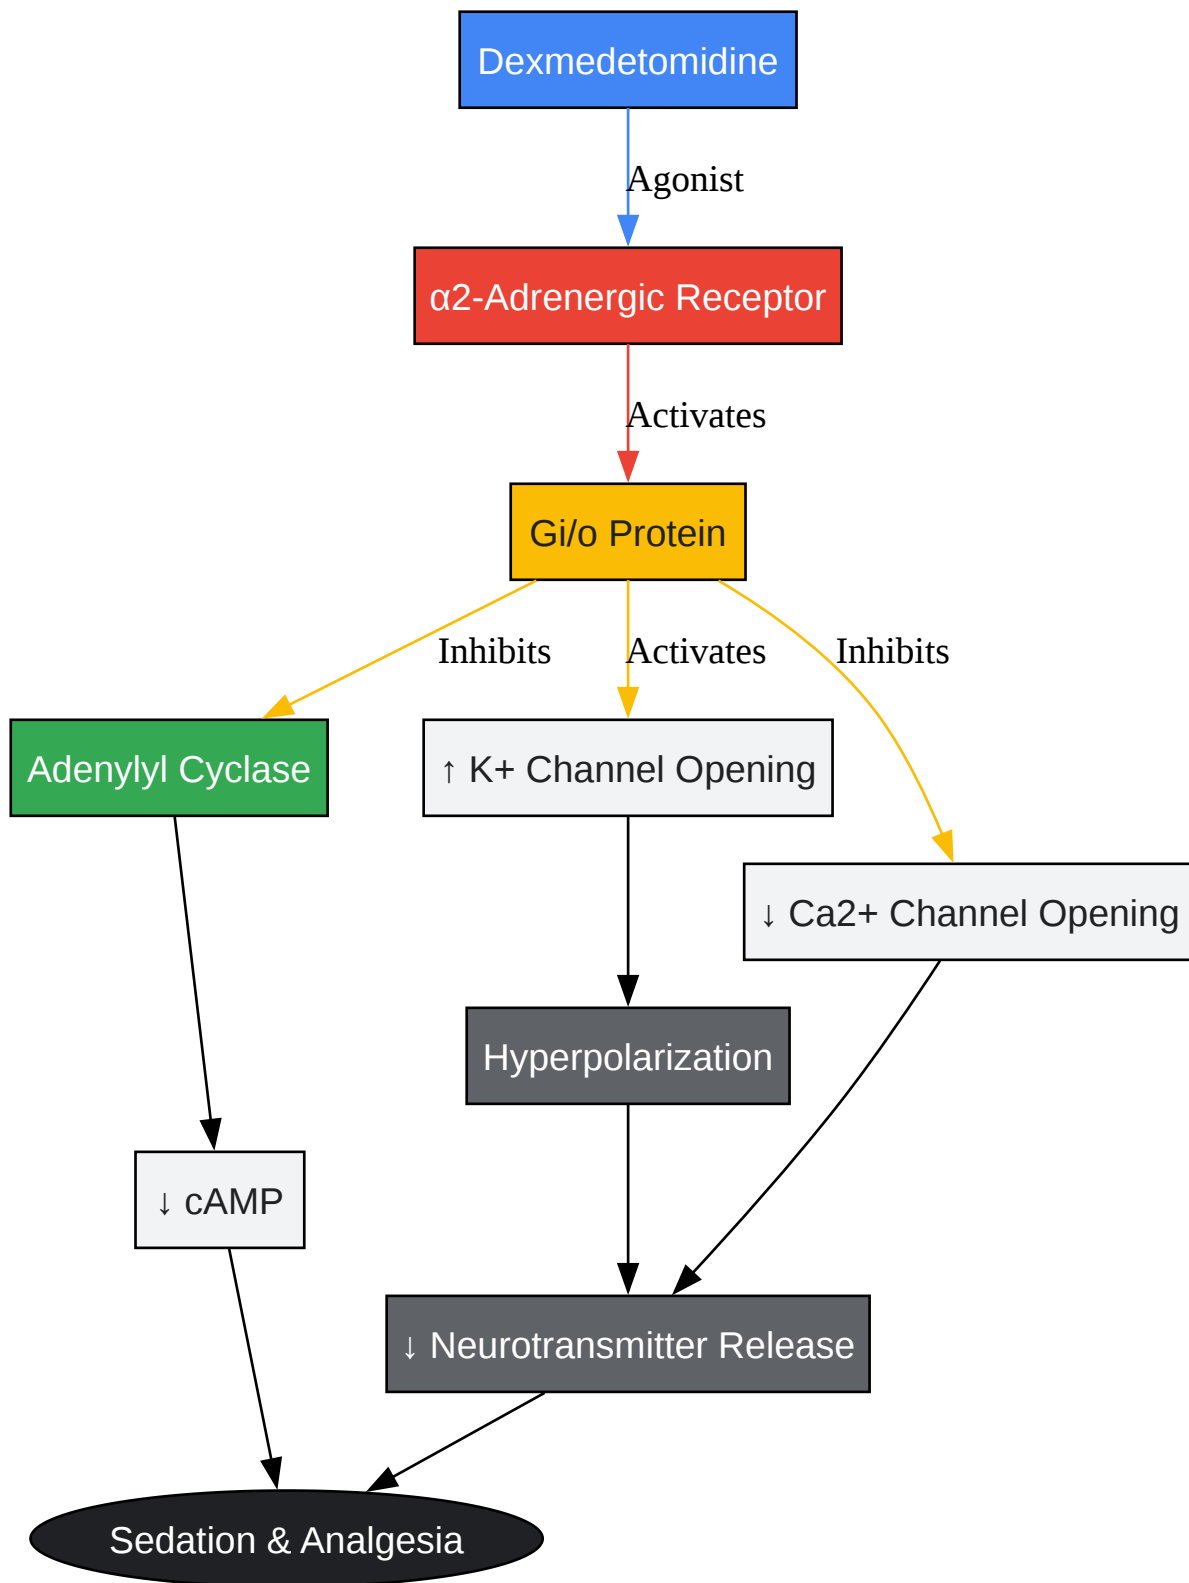 Dexmedetomidine
Agonist
α2-Adrenergic Receptor
Activates
Gi/o Protein
Inhibits
Activates
Inhibits
Adenylyl Cyclase
↑ K+ Channel Opening
↓ Ca2+ Channel Opening
Hyperpolarization
↓ cAMP
↓ Neurotransmitter Release
Sedation & Analgesia